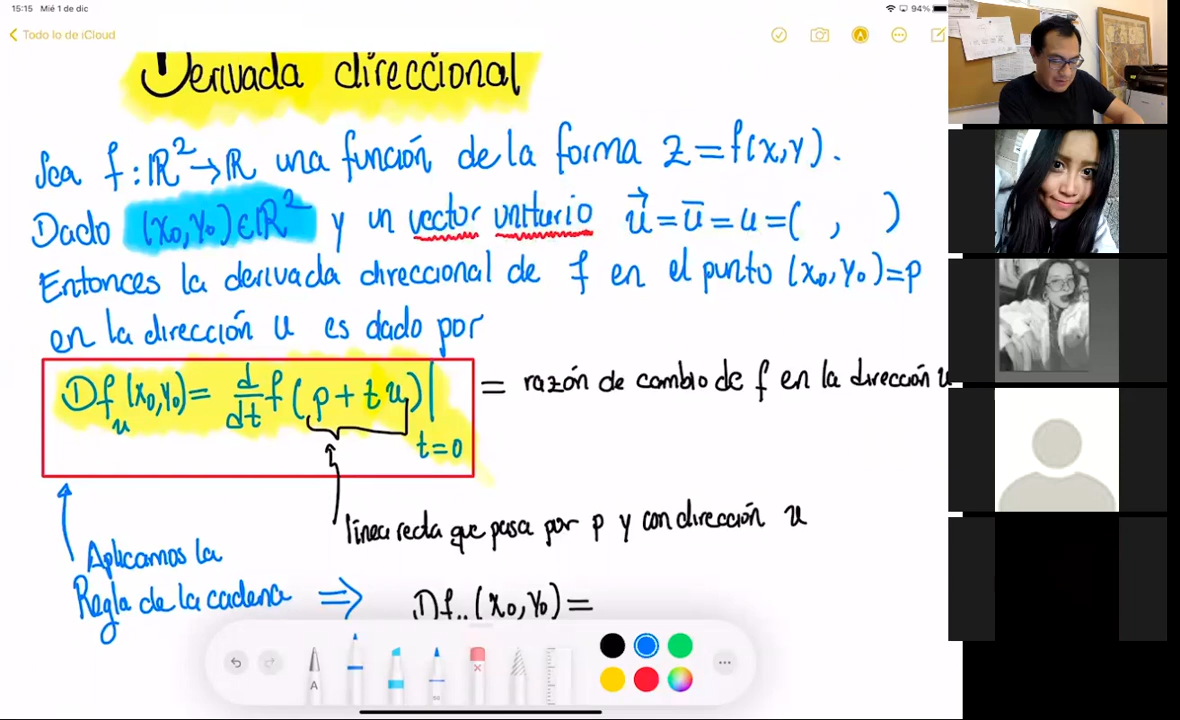 15:15 Mié 1 de dic
94%
Todo lo de iCloud
Derivada direccional
Sea f : ℝ² → ℝ una función de la forma z = f(x,y).
Dado (x₀,y₀)∈ℝ² y un vector unitario u⃗ = ū = u = ( , )
Entonces la derivada direccional de f en el punto (x₀,y₀)=p
en la dirección u es dado por
Df_u (x₀,y₀) = d/dt f(p + t u) |_{t=0} = razón de cambio de f en la dirección u
línea recta que pasa por p y con dirección u
Aplicamos la
Regla de la cadena ⟹ Df.. (x₀,y₀) =
A